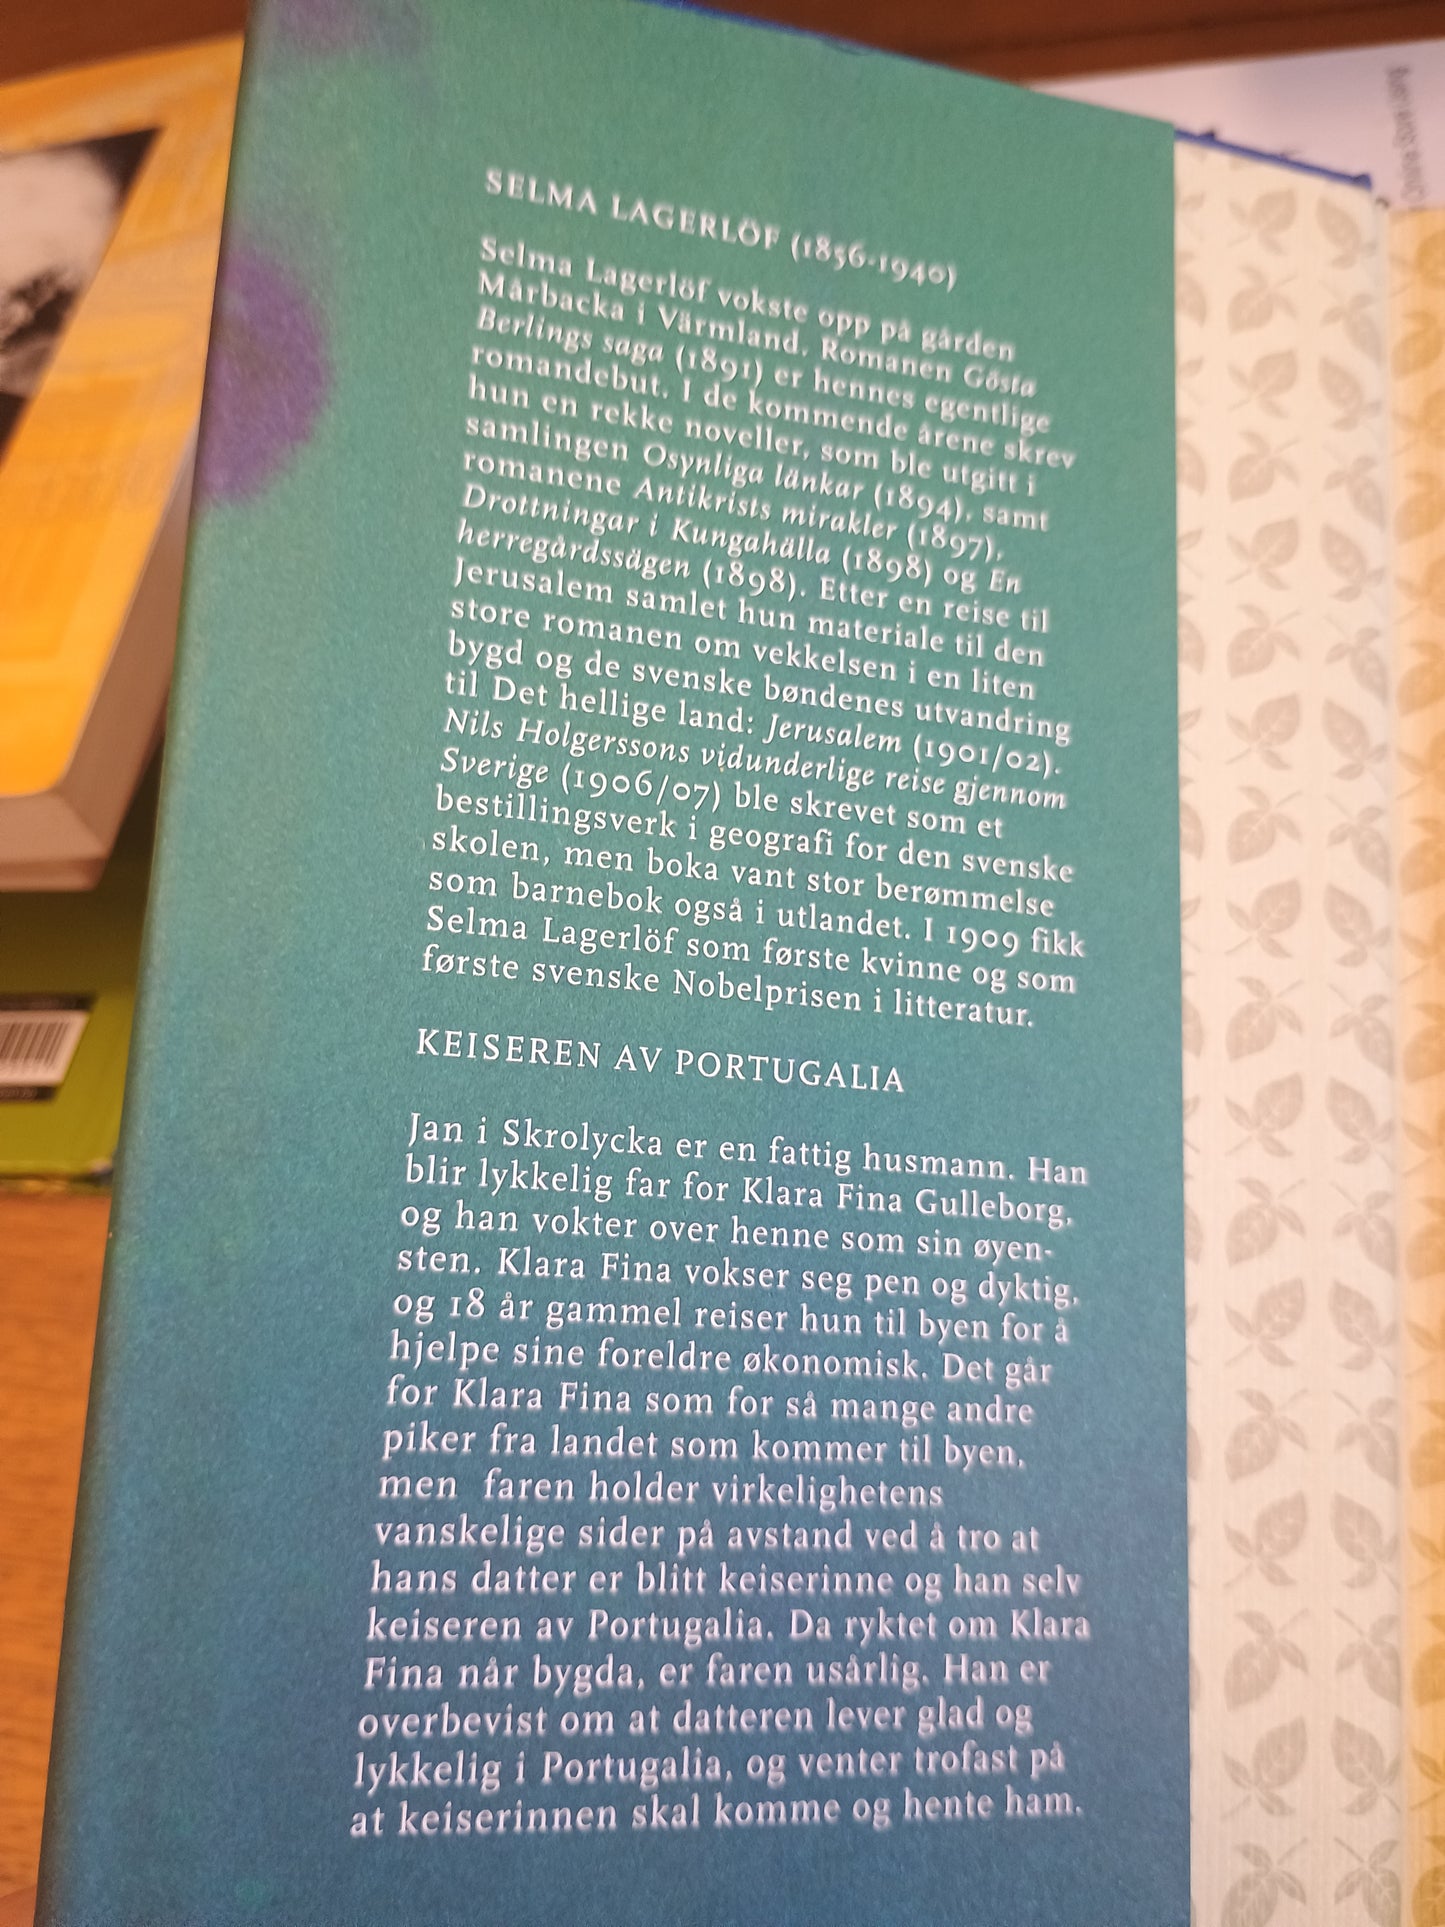 SELMA LAGERLÖF (1856-1940)
Selma Lagerlöf vokste opp på gården
Mårbacka i Värmland. Romanen Gösta
Berlings saga (1891) er hennes egentlige
romandebut. I de kommende årene skrev
hun en rekke noveller, som ble utgitt i
samlingen Osynliga länkar (1894), samt
romanene Antikrists mirakler (1897),
Drottningar i Kungahälla (1898) og En
herregårdssägen (1898). Etter en reise til
Jerusalem samlet hun materiale til den
store romanen om vekkelsen i en liten
bygd og de svenske bøndenes utvandring
til Det hellige land: Jerusalem (1901/02).
Nils Holgerssons vidunderlige reise gjennom
Sverige (1906/07) ble skrevet som et
bestillingsverk i geografi for den svenske
skolen, men boka vant stor berømmelse
som barnebok også i utlandet. I 1909 fikk
Selma Lagerlöf som første kvinne og som
første svenske Nobelprisen i litteratur.
KEISEREN AV PORTUGALIA
Jan i Skrolycka er en fattig husmann. Han
blir lykkelig far for Klara Fina Gulleborg,
og han vokter over henne som sin øyen-
sten. Klara Fina vokser seg pen og dyktig,
og 18 år gammel reiser hun til byen for å
hjelpe sine foreldre økonomisk. Det går
for Klara Fina som for så mange andre
piker fra landet som kommer til byen,
men faren holder virkelighetens
vanskelige sider på avstand ved å tro at
hans datter er blitt keiserinne og han selv
keiseren av Portugalia. Da ryktet om Klara
Fina når bygda, er faren usårlig. Han er
overbevist om at datteren lever glad og
lykkelig i Portugalia, og venter trofast på
at keiserinnen skal komme og hente ham.